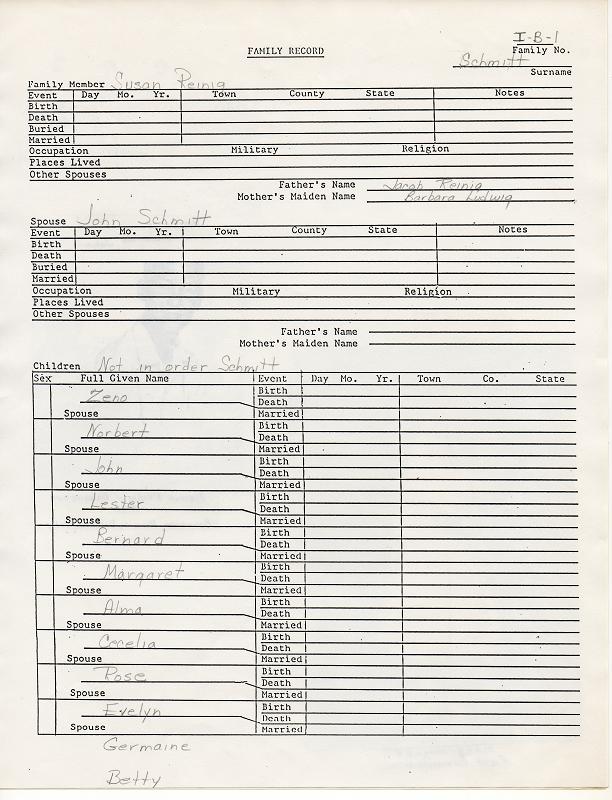 I-B-1
FAMILY RECORD Family No.
Schmitt
Surname
Family Member Susan Reinig
Event Day Mo. Yr. Town County State Notes
Birth
Death
Buried
Married
Occupation Military Religion
Places Lived
Other Spouses
Father's Name Jacob Reinig
Mother's Maiden Name Barbara Ludwig
Spouse John Schmitt
Event Day Mo. Yr. Town County State Notes
Birth
Death
Buried
Married
Occupation Military Religion
Places Lived
Other Spouses
Father's Name
Mother's Maiden Name
Children Not in order Schmitt
Sex Full Given Name Event Day Mo. Yr. Town Co. State
Zeno Birth
Death
Spouse Married
Norbert Birth
Death
Spouse Married
John Birth
Death
Spouse Married
Lester Birth
Death
Spouse Married
Bernard Birth
Death
Spouse Married
Margaret Birth
Death
Spouse Married
Alma Birth
Death
Spouse Married
Cecelia Birth
Death
Spouse Married
Rose Birth
Death
Spouse Married
Evelyn Birth
Death
Spouse Married
Germaine
Betty